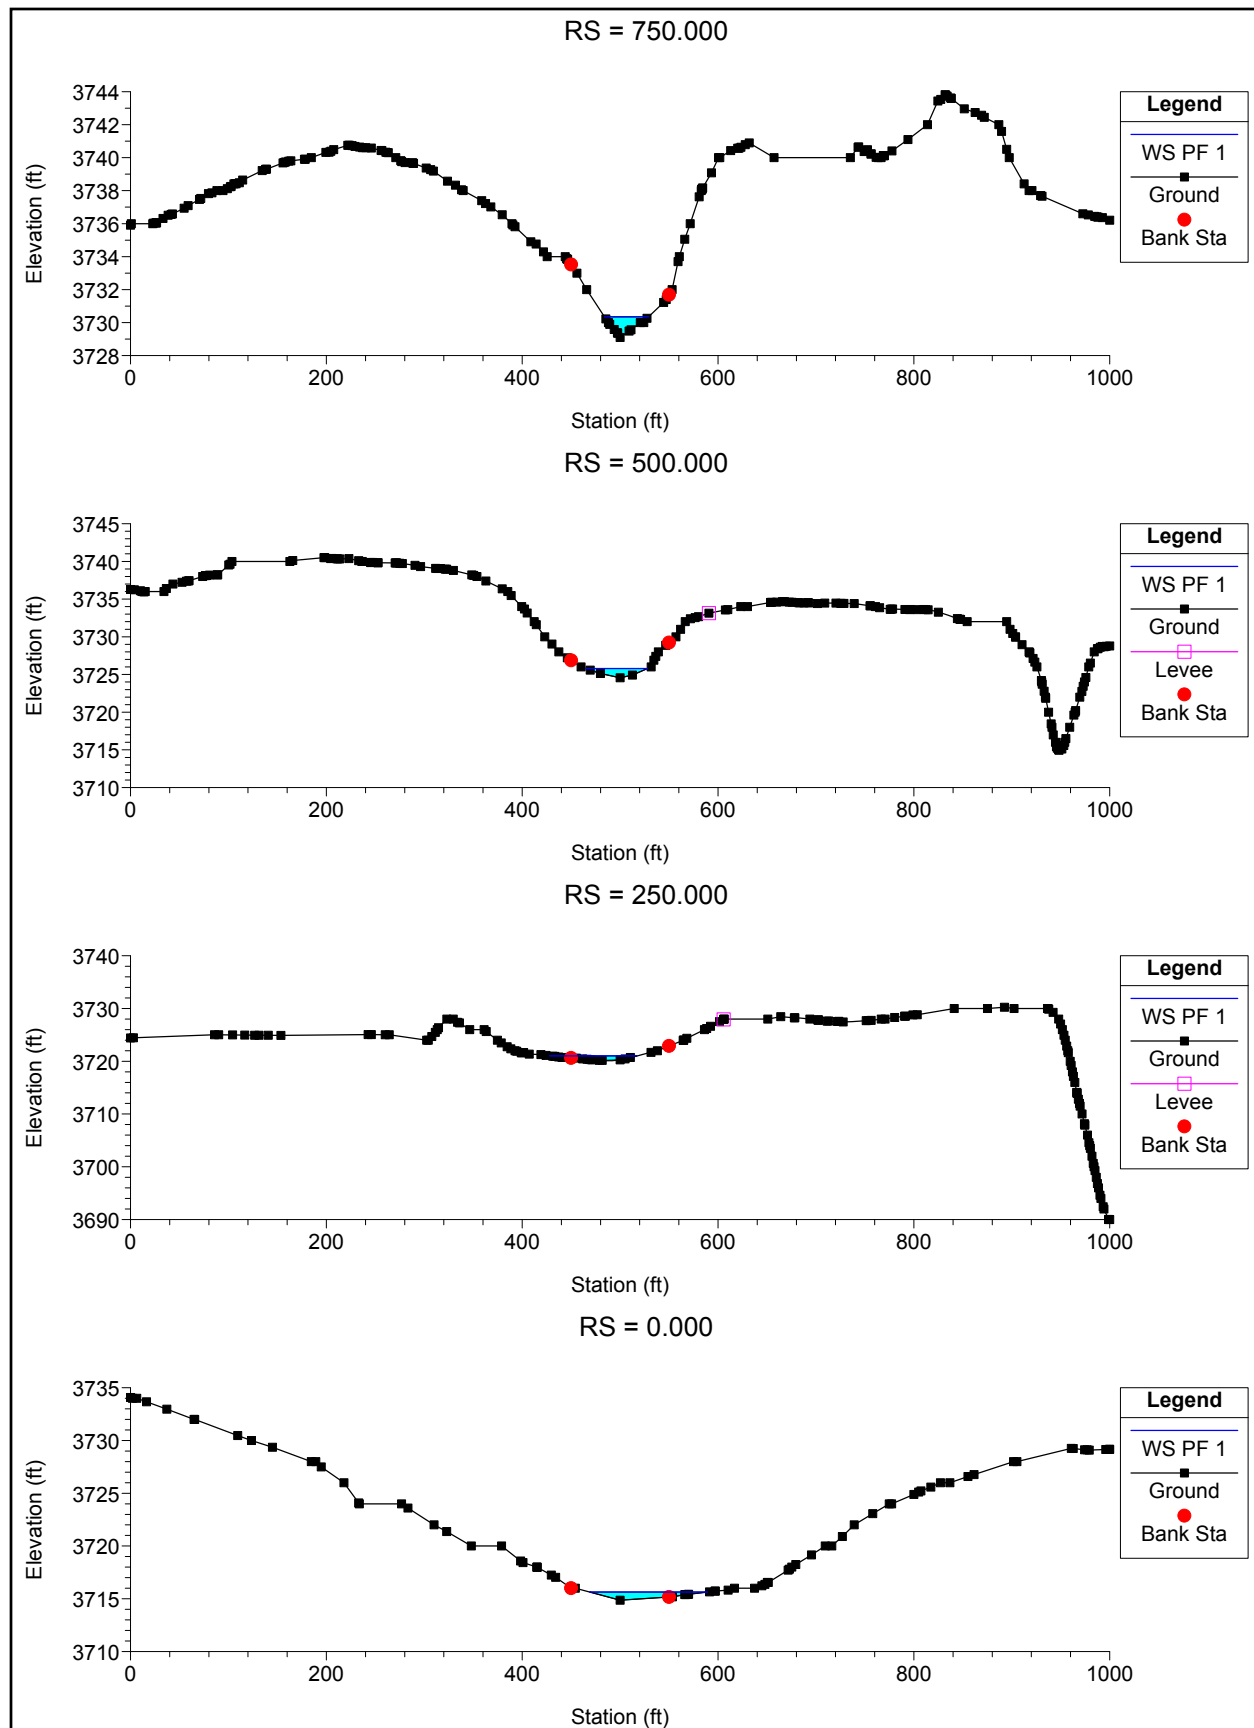 RS = 750.000
3744
3742
3740
3738
3736
3734
3732
3730
3728
Elevation (ft)
0 200 400 600 800 1000
Station (ft)
Legend
WS PF 1
Ground
Bank Sta
RS = 500.000
3745
3740
3735
3730
3725
3720
3715
3710
Elevation (ft)
0 200 400 600 800 1000
Station (ft)
Legend
WS PF 1
Ground
Levee
Bank Sta
RS = 250.000
3740
3730
3720
3710
3700
3690
Elevation (ft)
0 200 400 600 800 1000
Station (ft)
Legend
WS PF 1
Ground
Levee
Bank Sta
RS = 0.000
3735
3730
3725
3720
3715
3710
Elevation (ft)
0 200 400 600 800 1000
Station (ft)
Legend
WS PF 1
Ground
Bank Sta